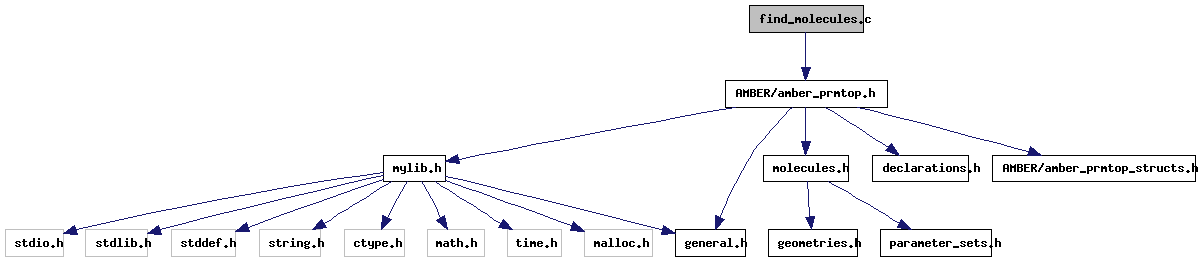 find_molecules.c
AMBER/amber_prmtop.h
mylib.h
molecules.h
declarations.h
AMBER/amber_prmtop_structs.h
stdio.h
stdlib.h
stddef.h
string.h
ctype.h
math.h
time.h
malloc.h
general.h
geometries.h
parameter_sets.h